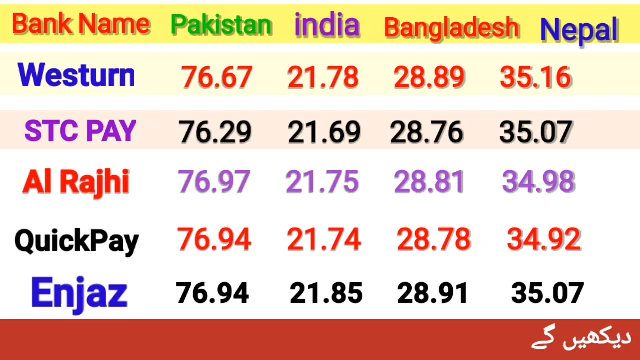 Bank Name Pakistan india Bangladesh Nepal
Westurn 76.67 21.78 28.89 35.16
STC PAY 76.29 21.69 28.76 35.07
Al Rajhi 76.97 21.75 28.81 34.98
QuickPay 76.94 21.74 28.78 34.92
Enjaz 76.94 21.85 28.91 35.07
دیکھیں گے